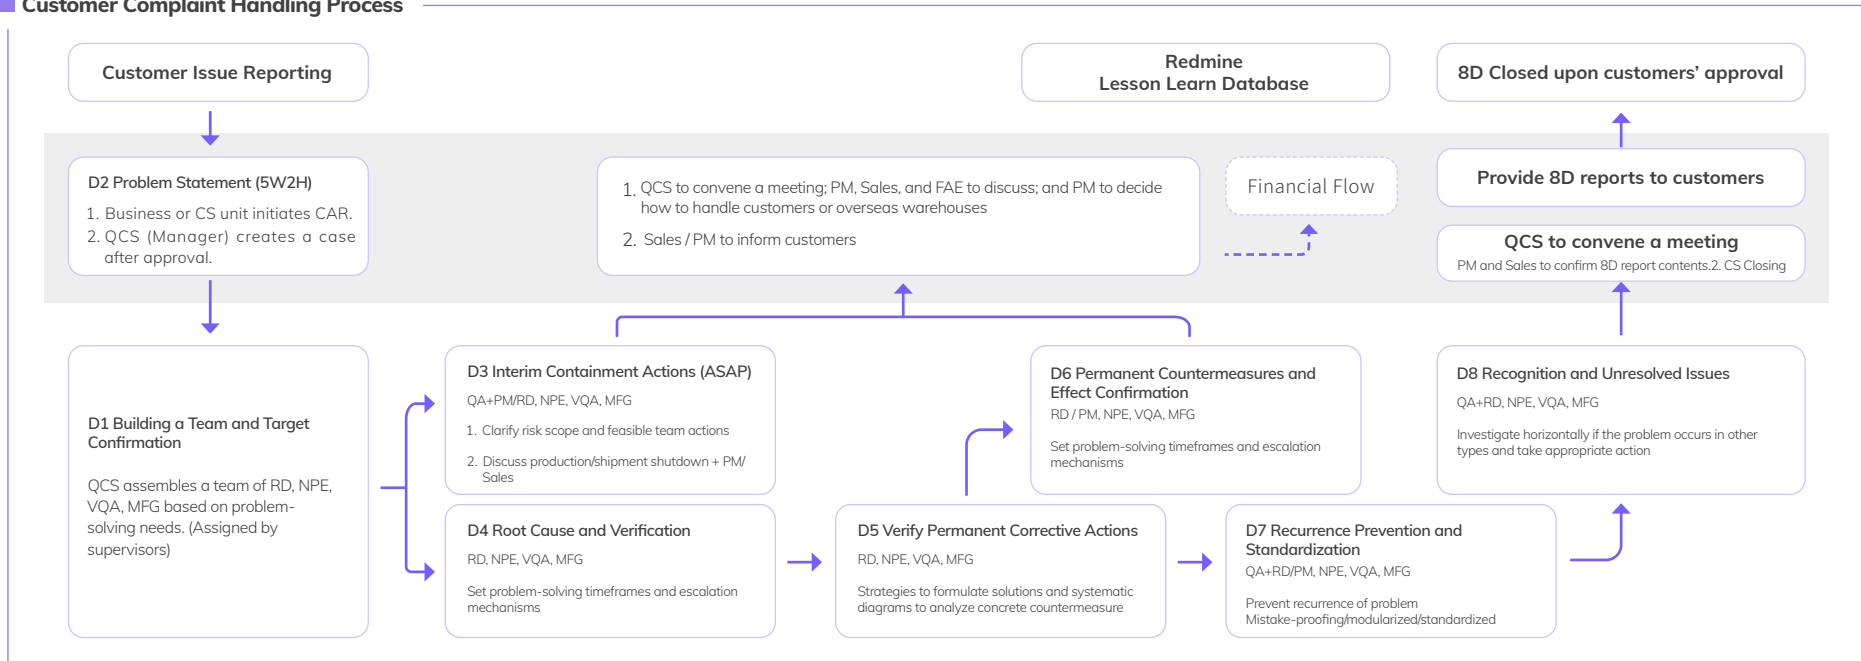 Customer Complaint Handling Process
Customer Issue Reporting
Redmine
Lesson Learn Database
8D Closed upon customers’ approval
D2 Problem Statement (5W2H)
1. Business or CS unit initiates CAR.
2. QCS (Manager) creates a case
after approval.
1. QCS to convene a meeting; PM, Sales, and FAE to discuss; and PM to decide
how to handle customers or overseas warehouses
2. Sales / PM to inform customers
Financial Flow
Provide 8D reports to customers
QCS to convene a meeting
PM and Sales to confirm 8D report contents.2. CS Closing
D1 Building a Team and Target
Confirmation
QCS assembles a team of RD, NPE,
VQA, MFG based on problem-
solving needs. (Assigned by
supervisors)
D3 Interim Containment Actions (ASAP)
QA+PM/RD, NPE, VQA, MFG
1. Clarify risk scope and feasible team actions
2. Discuss production/shipment shutdown + PM/
Sales
D4 Root Cause and Verification
RD, NPE, VQA, MFG
Set problem-solving timeframes and escalation
mechanisms
D5 Verify Permanent Corrective Actions
RD, NPE, VQA, MFG
Strategies to formulate solutions and systematic
diagrams to analyze concrete countermeasure
D6 Permanent Countermeasures and
Effect Confirmation
RD / PM, NPE, VQA, MFG
Set problem-solving timeframes and escalation
mechanisms
D7 Recurrence Prevention and
Standardization
QA+RD/PM, NPE, VQA, MFG
Prevent recurrence of problem
Mistake-proofing/modularized/standardized
D8 Recognition and Unresolved Issues
QA+RD, NPE, VQA, MFG
Investigate horizontally if the problem occurs in other
types and take appropriate action